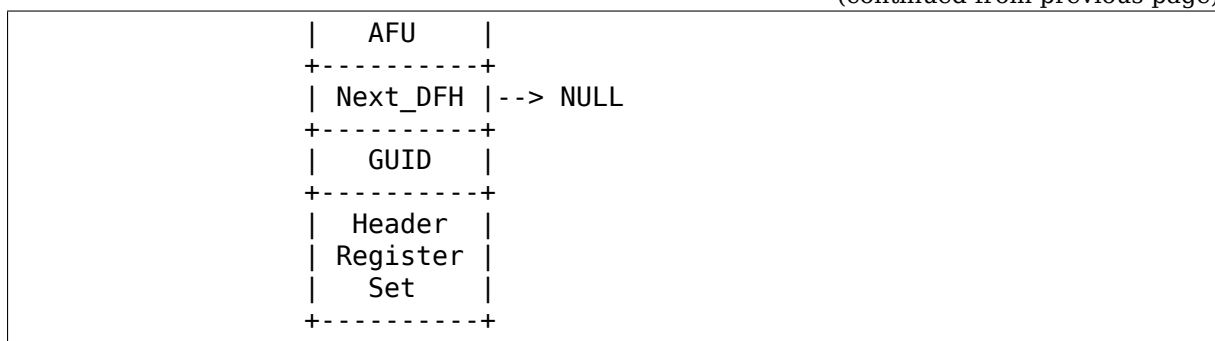 (continued from previous page)
|   AFU    |
+----------+
| Next_DFH |--> NULL
+----------+
|   GUID   |
+----------+
|  Header  |
| Register |
|   Set    |
+----------+